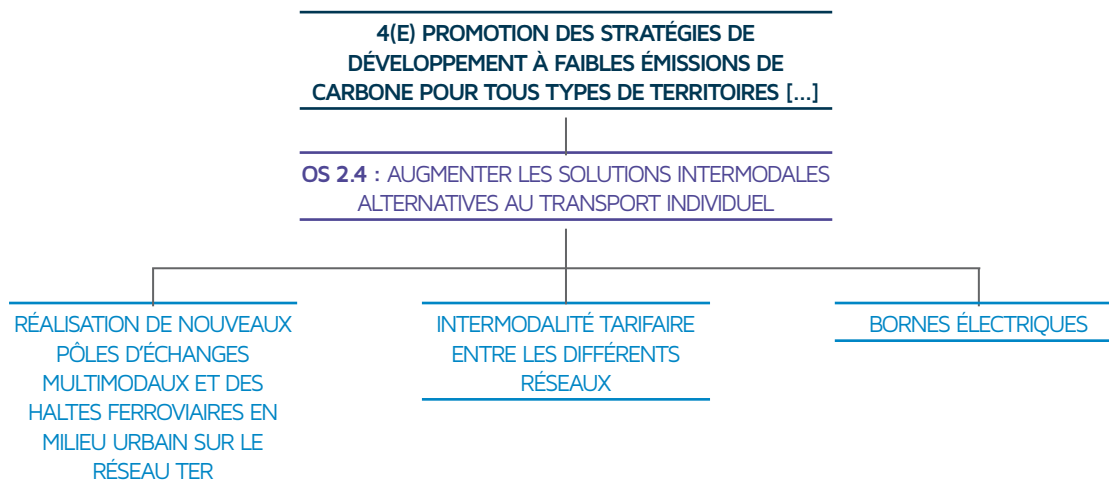 4(E) PROMOTION DES STRATÉGIES DE
DÉVELOPPEMENT À FAIBLES ÉMISSIONS DE
CARBONE POUR TOUS TYPES DE TERRITOIRES [...]
OS 2.4 : AUGMENTER LES SOLUTIONS INTERMODALES
ALTERNATIVES AU TRANSPORT INDIVIDUEL
RÉALISATION DE NOUVEAUX
PÔLES D'ÉCHANGES
MULTIMODAUX ET DES
HALTES FERROVIAIRES EN
MILIEU URBAIN SUR LE
RÉSEAU TER
INTERMODALITÉ TARIFAIRE
ENTRE LES DIFFÉRENTS
RÉSEAUX
BORNES ÉLECTRIQUES